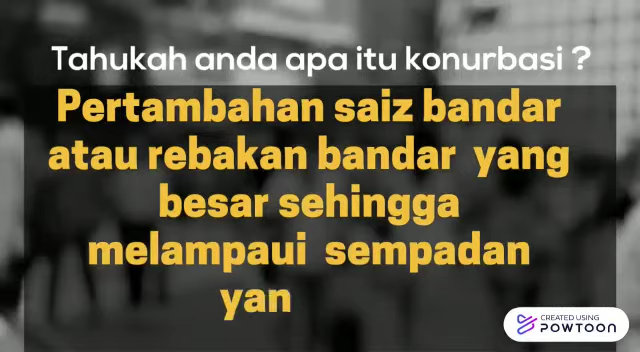 Tahukah anda apa itu konurbasi ?
Pertambahan saiz bandar
atau rebakan bandar yang
besar sehingga
melampaui sempadan
yan
CREATED USING
POWTOON